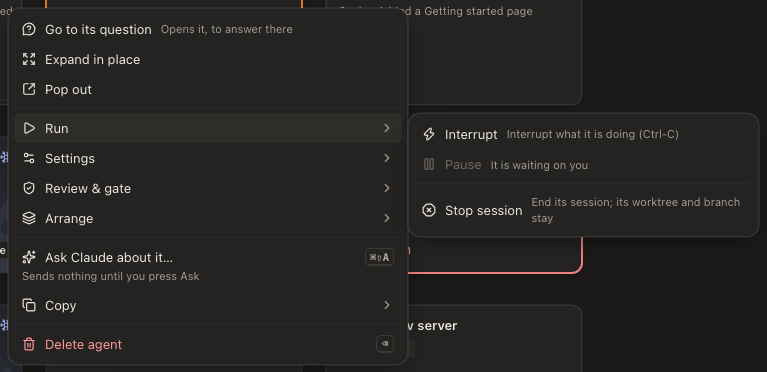 a Getting started page
Go to its question Opens it, to answer there
Expand in place
Pop out
Run
Interrupt Interrupt what it is doing (Ctrl-C)
Settings
Pause It is waiting on you
Review & gate
Arrange
Stop session End its session; its worktree and branch
stay
Ask Claude about it... ⌘⇧A
Sends nothing until you press Ask
Copy
v server
Delete agent ⌫